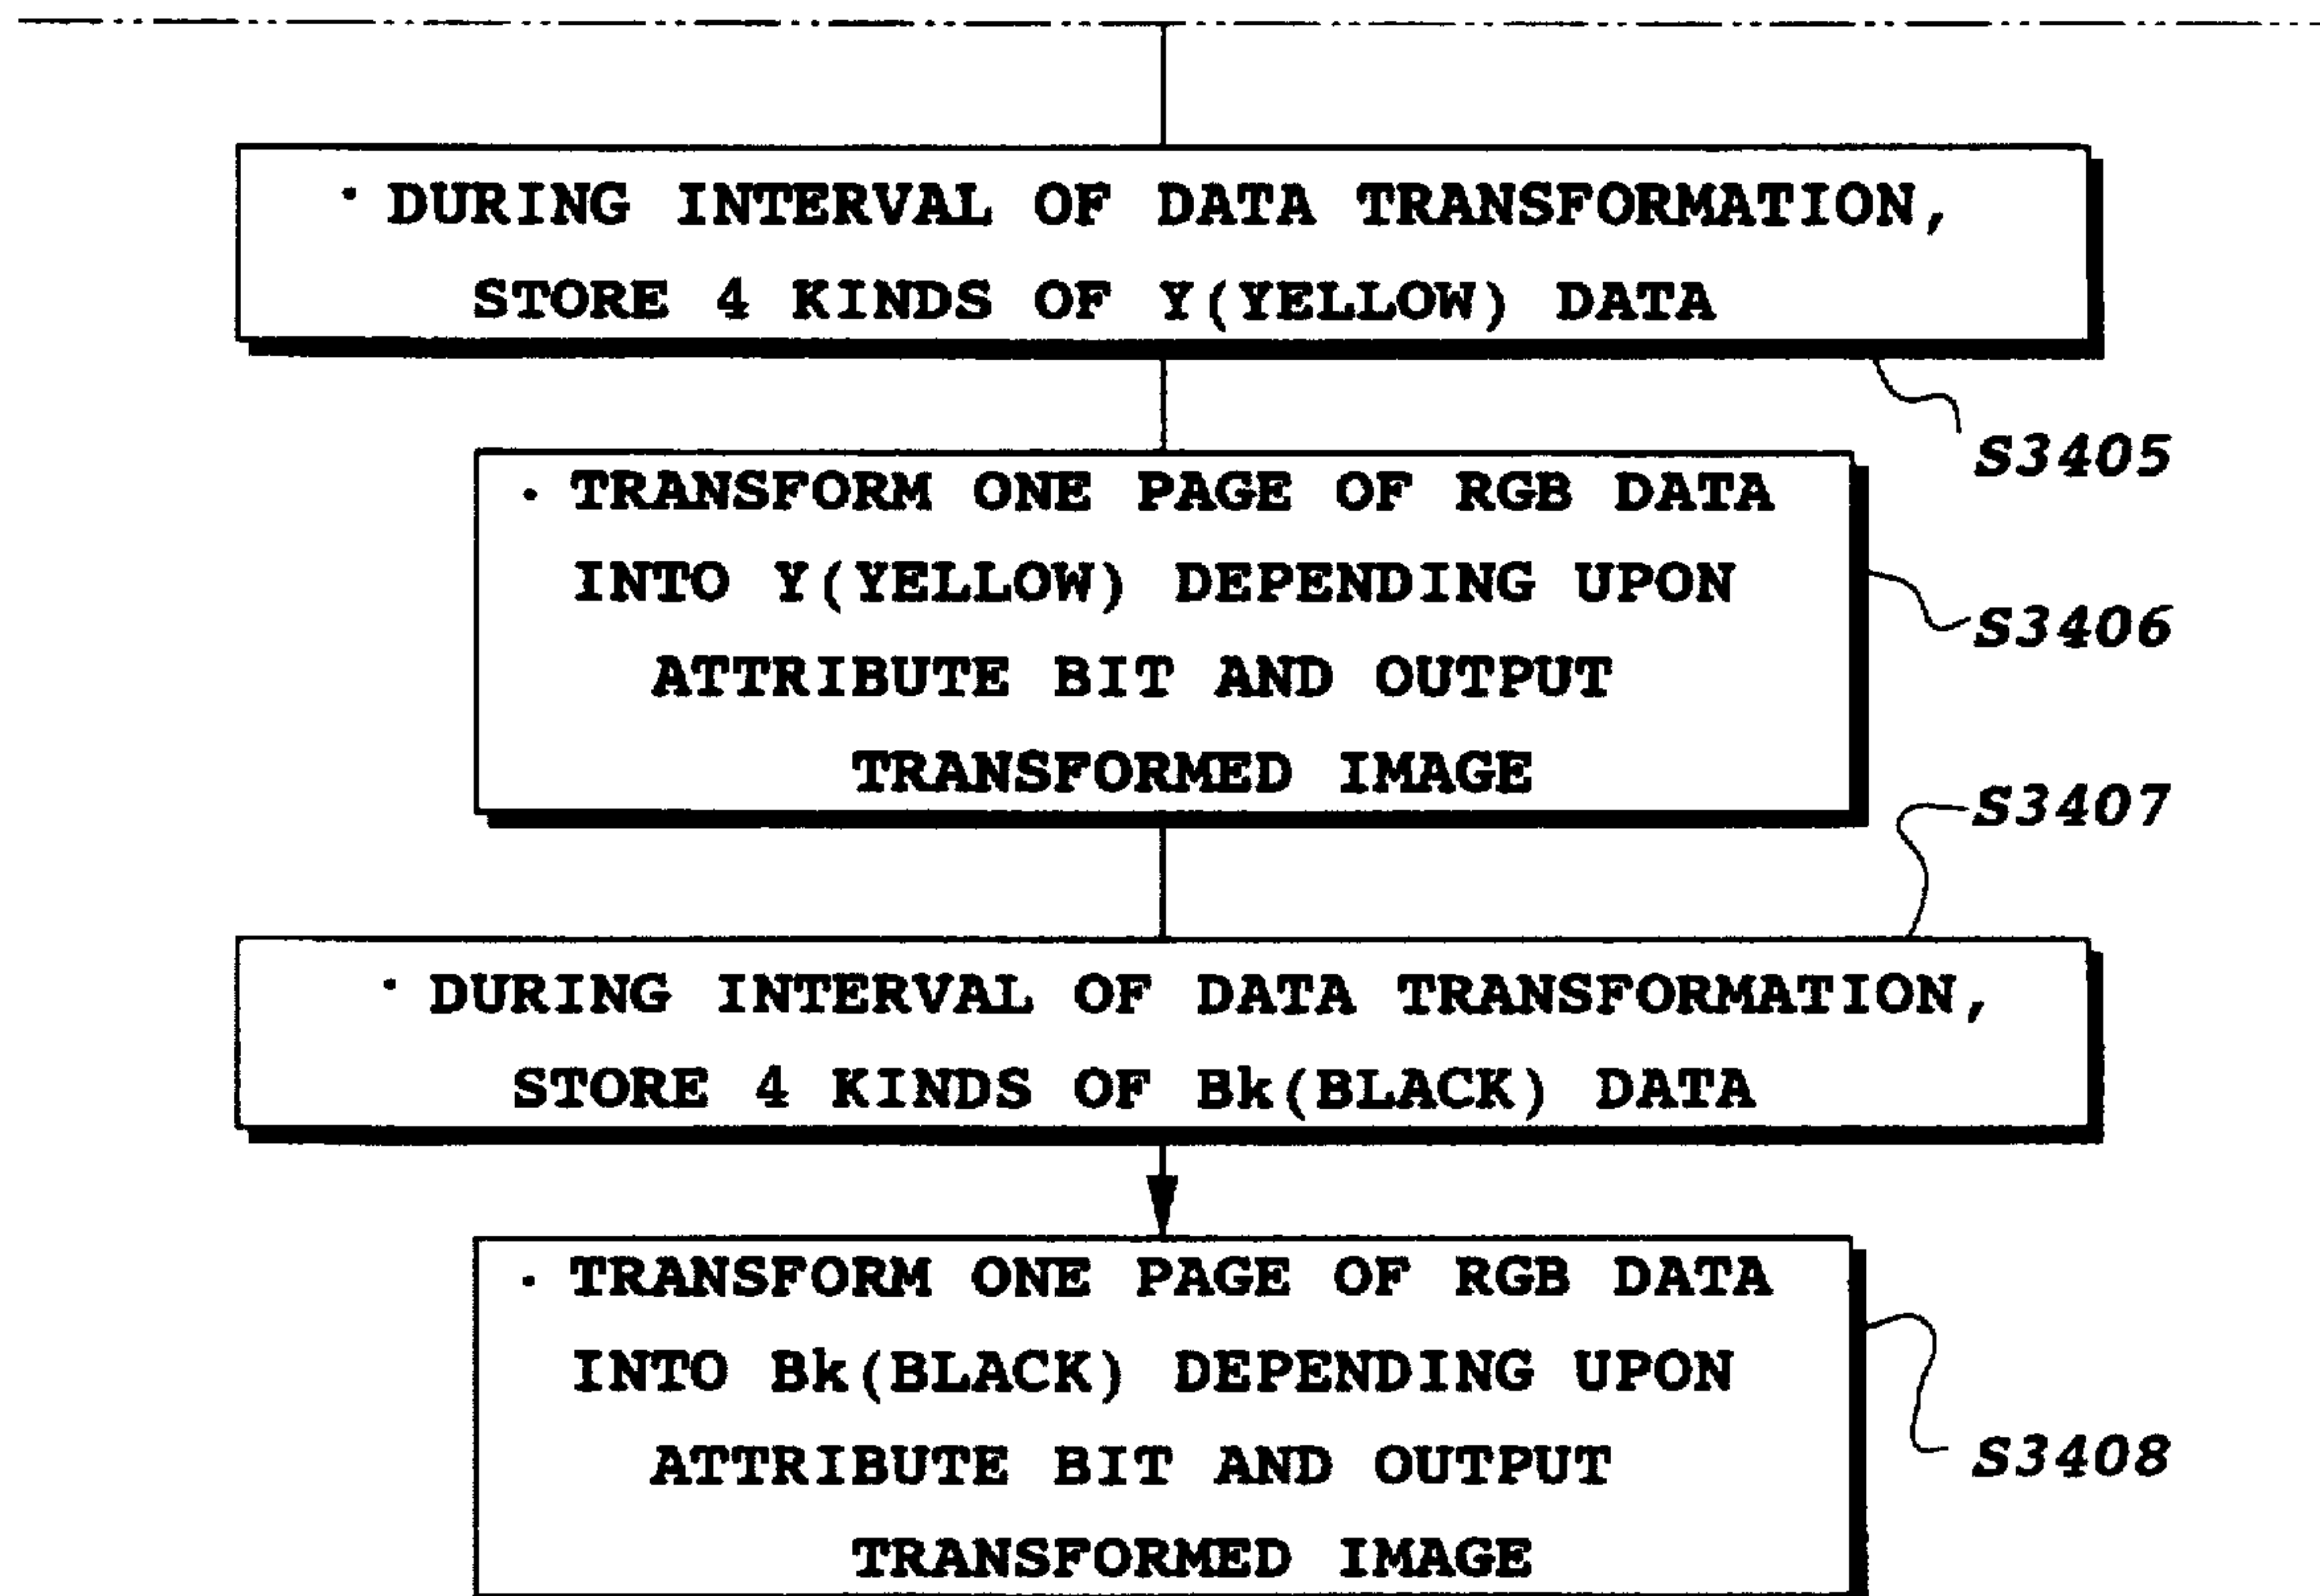 · DURING INTERVAL OF DATA TRANSFORMATION,
STORE 4 KINDS OF Y(YELLOW) DATA
S3405
· TRANSFORM ONE PAGE OF RGB DATA
INTO Y(YELLOW) DEPENDING UPON
ATTRIBUTE BIT AND OUTPUT
TRANSFORMED IMAGE
S3406
S3407
· DURING INTERVAL OF DATA TRANSFORMATION,
STORE 4 KINDS OF Bk(BLACK) DATA
· TRANSFORM ONE PAGE OF RGB DATA
INTO Bk(BLACK) DEPENDING UPON
ATTRIBUTE BIT AND OUTPUT
TRANSFORMED IMAGE
S3408